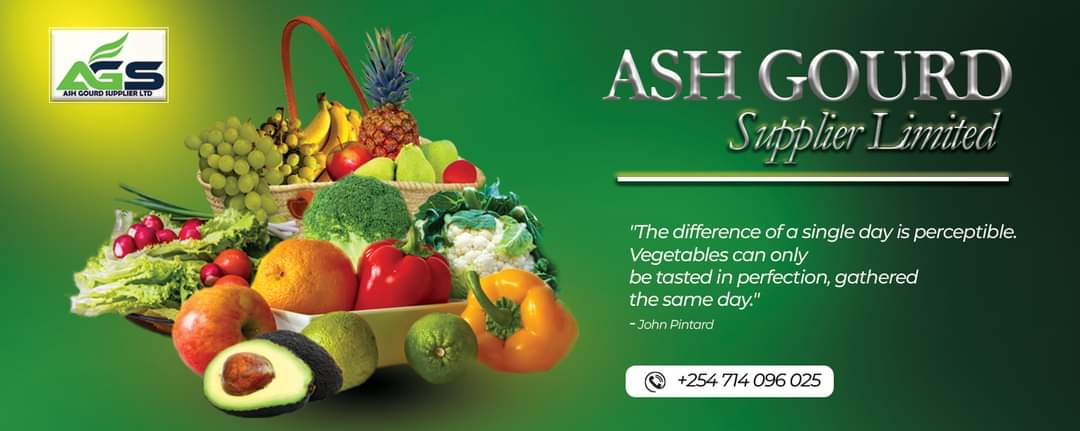 AGS
ASH GOURD SUPPLIER LTD
ASH GOURD
Supplier Limited
"The difference of a single day is perceptible.
Vegetables can only
be tasted in perfection, gathered
the same day."
- John Pintard
+254 714 096 025